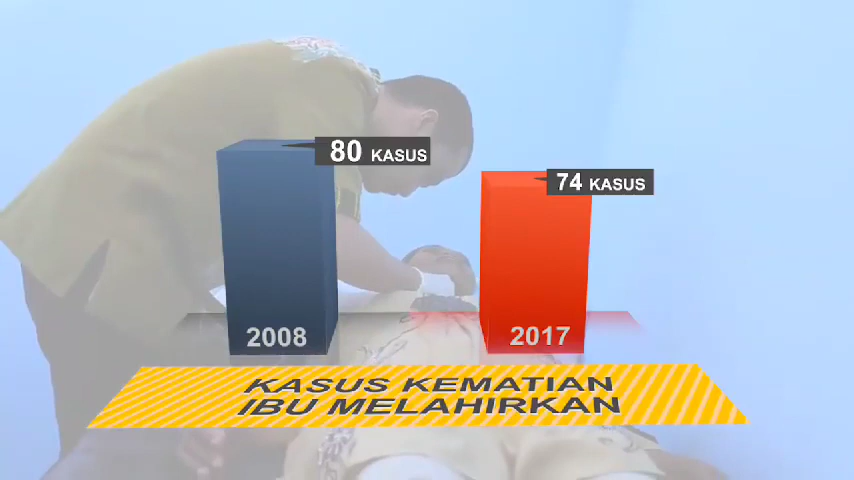 80 KASUS
74 KASUS
2008
2017
KASUS KEMATIAN
IBU MELAHIRKAN